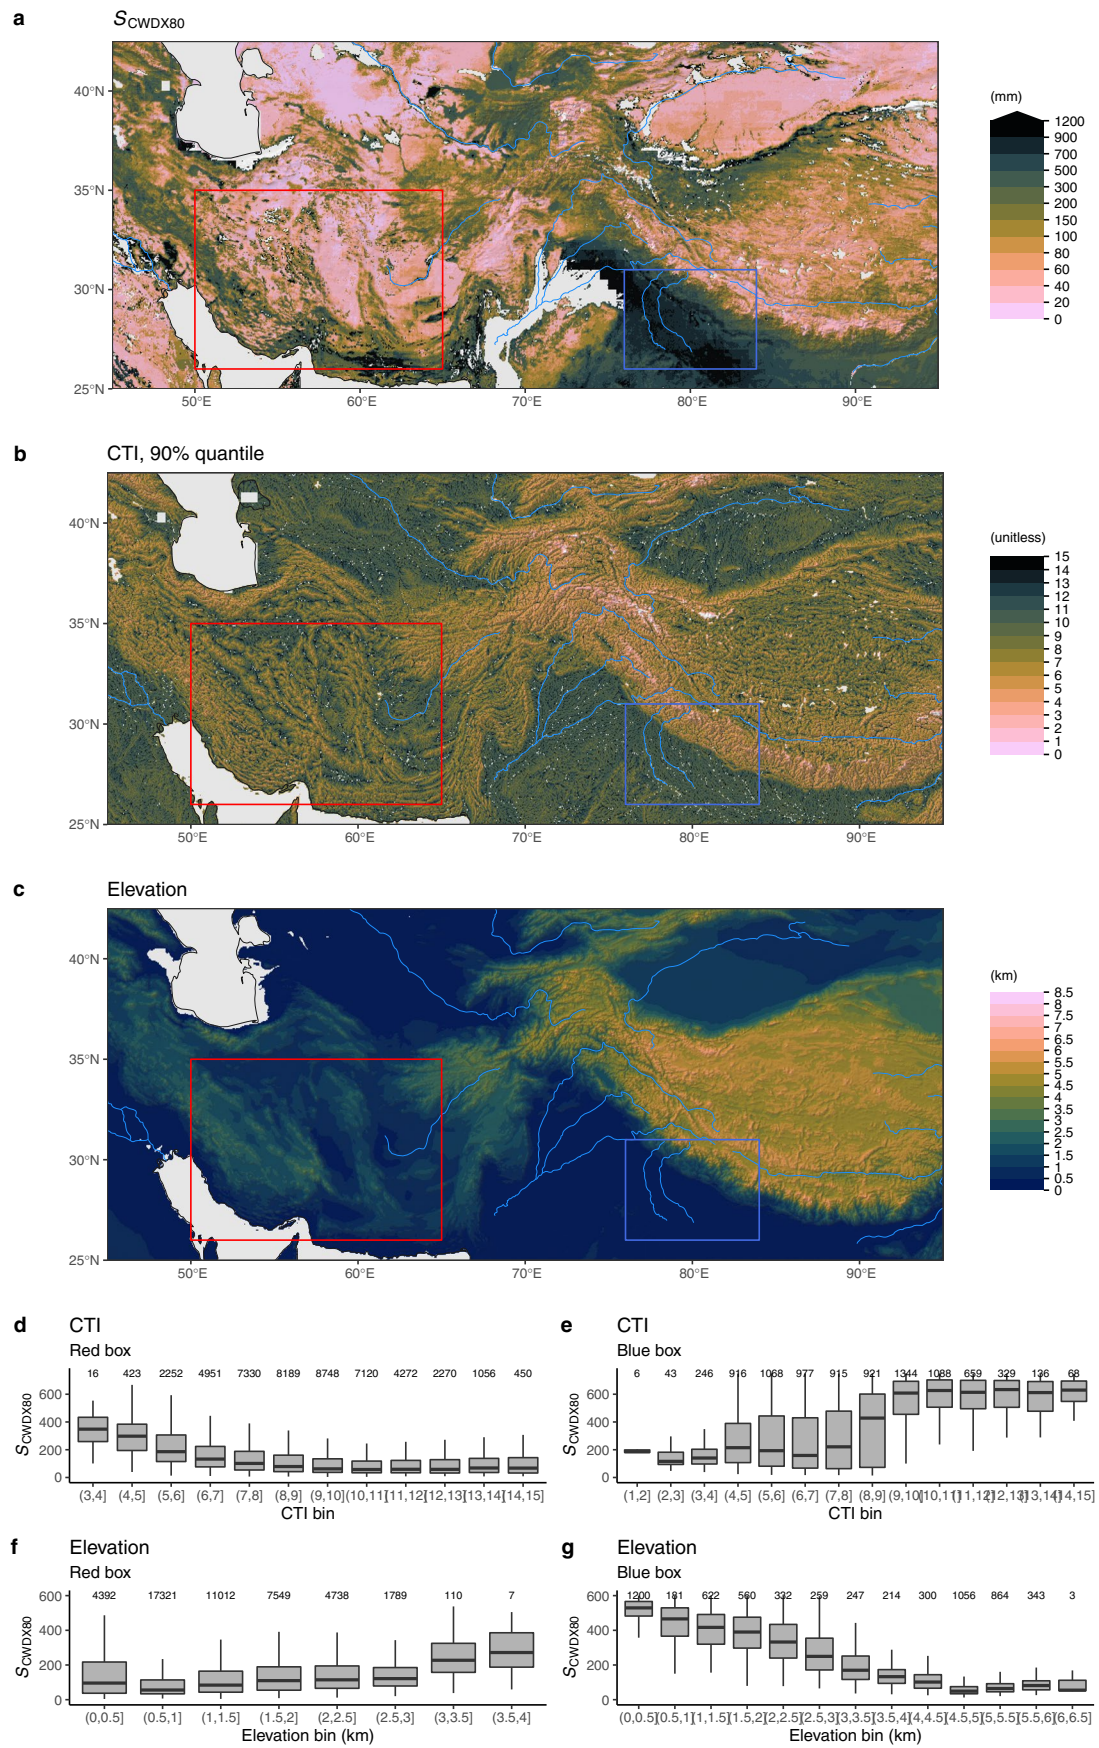 a
SCWDX80
40°N
35°N
30°N
25°N
50°E 60°E 70°E 80°E 90°E
(mm)
1200
900
700
500
300
200
150
100
80
60
40
20
0
b
CTI, 90% quantile
40°N
35°N
30°N
25°N
50°E 60°E 70°E 80°E 90°E
(unitless)
15
14
13
12
11
10
9
8
7
6
5
4
3
2
1
0
c
Elevation
40°N
35°N
30°N
25°N
50°E 60°E 70°E 80°E 90°E
(km)
8.5
8
7.5
7
6.5
6
5.5
5
4.5
4
3.5
3
2.5
2
1.5
1
0.5
0
d
CTI
Red box
16 423 2252 4951 7330 8189 8748 7120 4272 2270 1056 450
SCWDX80
600
400
200
0
(3,4] (4,5] (5,6] (6,7] (7,8] (8,9] (9,10] (10,11] (11,12] (12,13] (13,14] (14,15]
CTI bin
e
CTI
Blue box
6 43 246 916 1068 977 915 921 1344 1088 659 329 136 68
SCWDX80
600
400
200
0
(1,2] (2,3] (3,4] (4,5] (5,6] (6,7] (7,8] (8,9] (9,10] (10,11] (11,12] (12,13] (13,14] (14,15]
CTI bin
f
Elevation
Red box
4392 17321 11012 7549 4738 1789 110 7
SCWDX80
600
400
200
0
(0,0.5] (0.5,1] (1,1.5] (1.5,2] (2,2.5] (2.5,3] (3,3.5] (3.5,4]
Elevation bin (km)
g
Elevation
Blue box
1200 181 622 560 332 259 247 214 300 1056 864 343 3
SCWDX80
600
400
200
0
(0,0.5] (0.5,1] (1,1.5] (1.5,2] (2,2.5] (2.5,3] (3,3.5] (3.5,4] (4,4.5] (4.5,5] (5,5.5] (5.5,6] (6,6.5]
Elevation bin (km)